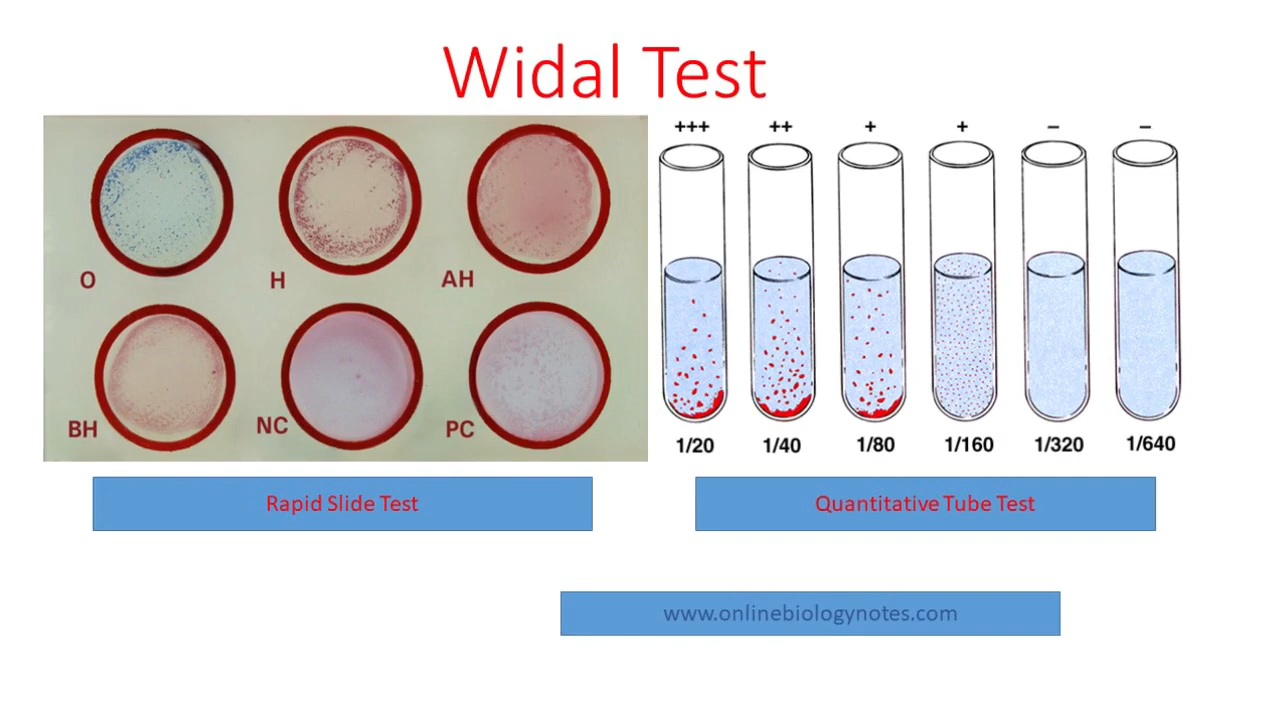 Widal Test
+++ ++ + + – –
O H AH
BH NC PC
1/20 1/40 1/80 1/160 1/320 1/640
Rapid Slide Test
Quantitative Tube Test
www.onlinebiologynotes.com